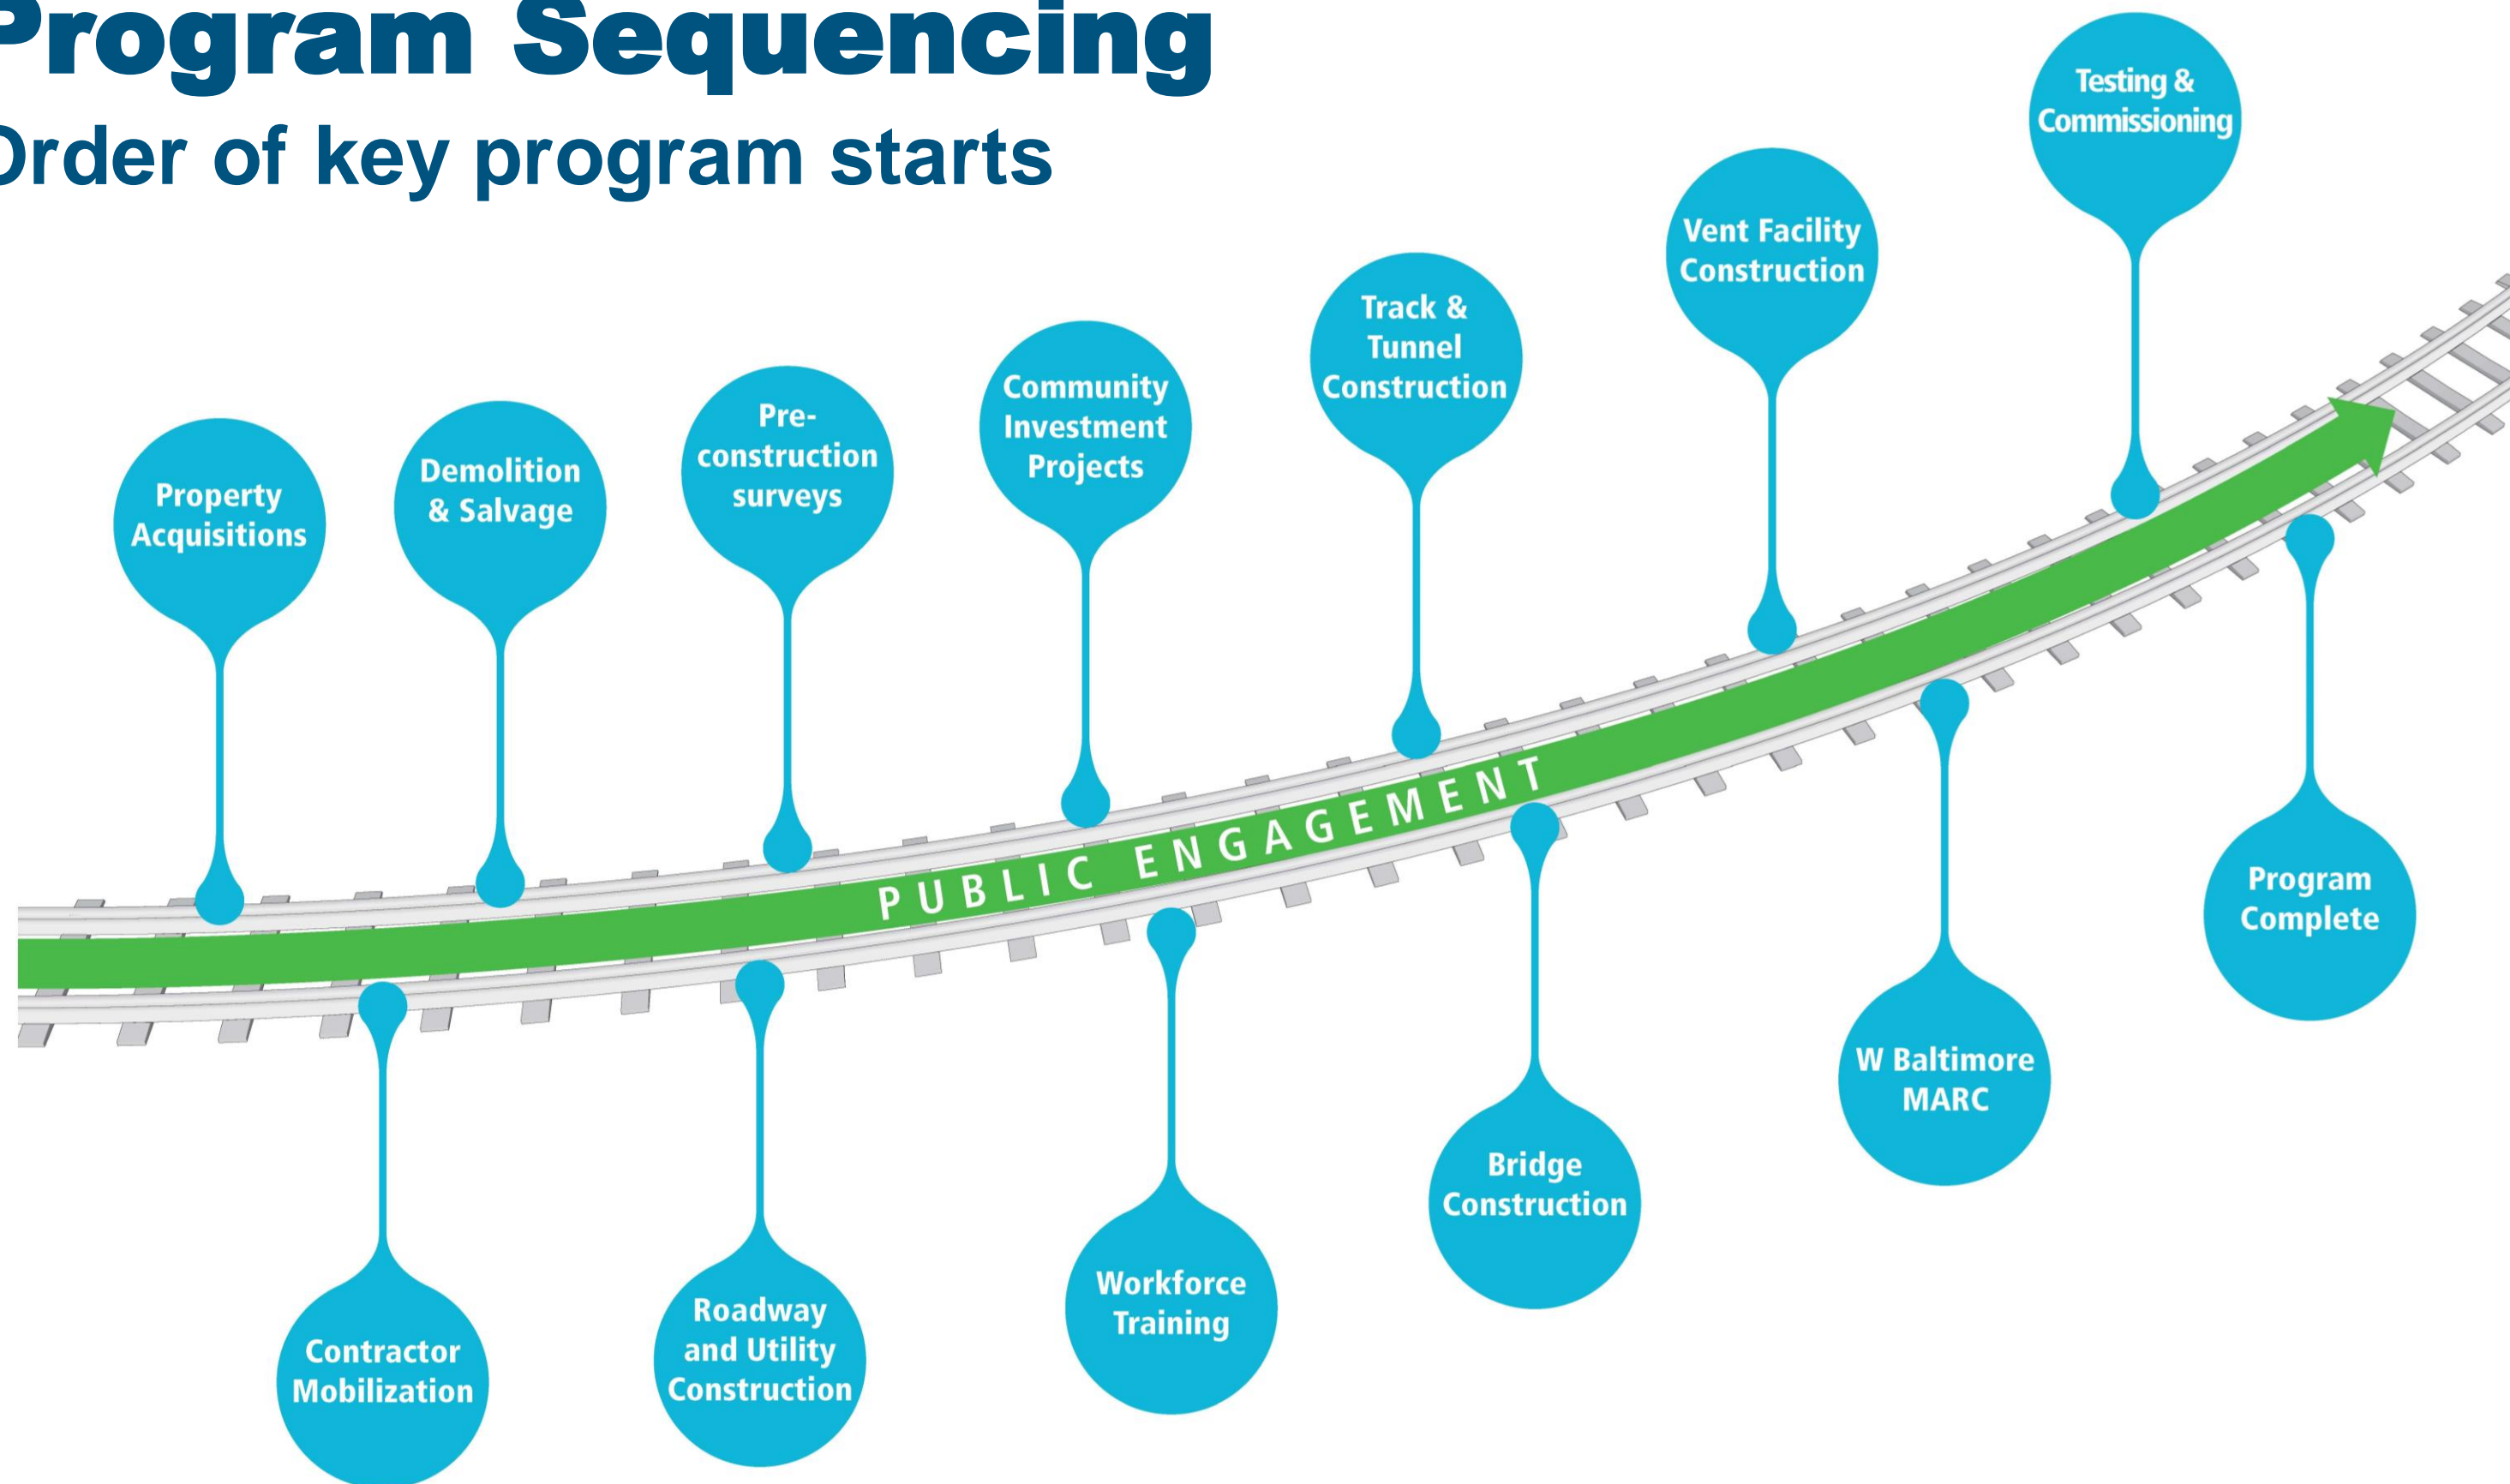 Program Sequencing
Order of key program starts
Testing &
Commissioning
Vent Facility
Construction
Track &
Tunnel
Construction
Community
Investment
Projects
Pre-
construction
surveys
Demolition
& Salvage
Property
Acquisitions
PUBLIC ENGAGEMENT
Program
Complete
W Baltimore
MARC
Bridge
Construction
Workforce
Training
Roadway
and Utility
Construction
Contractor
Mobilization